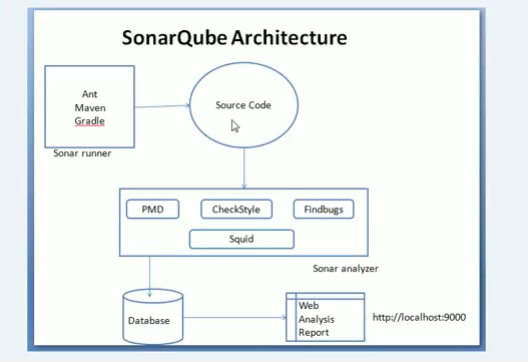 SonarQube Architecture
Ant
Maven
Gradle
Sonar runner
Source Code
PMD
CheckStyle
Findbugs
Squid
Sonar analyzer
Database
Web
Analysis
Report
http://localhost:9000